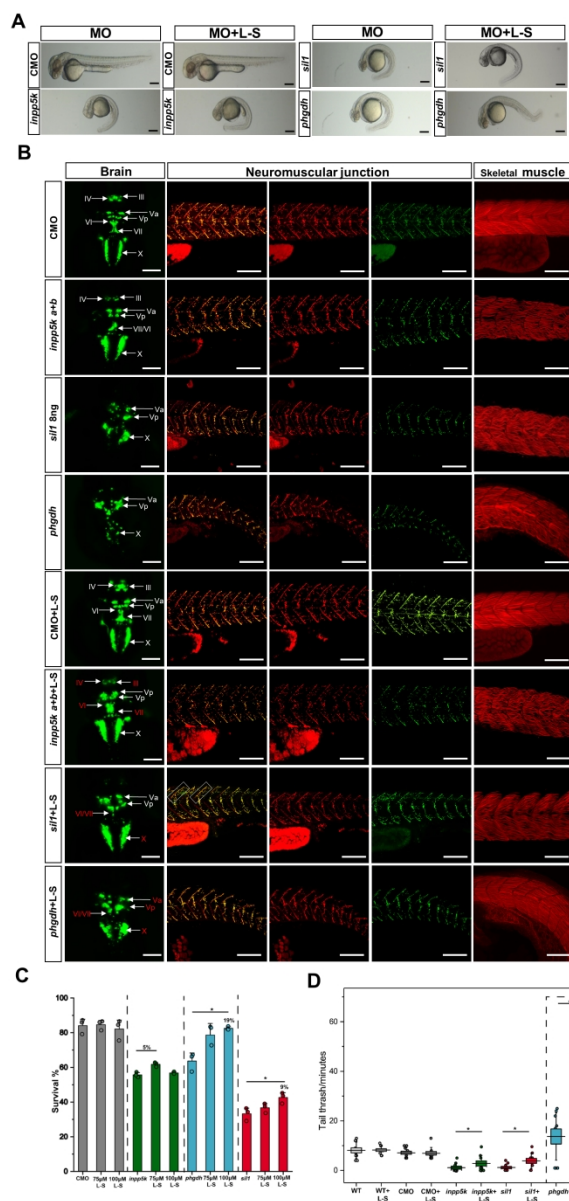 A
MO
MO+L-S
MO
MO+L-S
CMO
CMO
sil1
sil1
inpp5k
inpp5k
phgdh
phgdh
B
Brain
Neuromuscular junction
Skeletal muscle
CMO
IV
III
Va
Vp
VI
VII
X
inpp5k a+b
IV
III
Va
Vp
VII/VI
X
sil1 8ng
Va
Vp
X
phgdh
Va
Vp
X
CMO+L-S
IV
III
Va
Vp
VI
VII
X
inpp5k a+b+L-S
IV
III
Vp
Vp
VI
VII
X
sil1+L-S
Va
Vp
X
phgdh+L-S
Va
Vp
X
C
Survival %
100
80
60
40
20
0
5%
*
19%
*
9%
CMO
75µM L-S
100µM L-S
inpp5k
75µM L-S
100µM L-S
phgdh
75µM L-S
100µM L-S
sil1
75µM L-S
100µM L-S
D
Tail thrash/minutes
60
40
20
0
*
*
WT
WT+ L-S
CMO
CMO+ L-S
inpp5k
inpp5k+ L-S
sil1
sil1+ L-S
phgdh